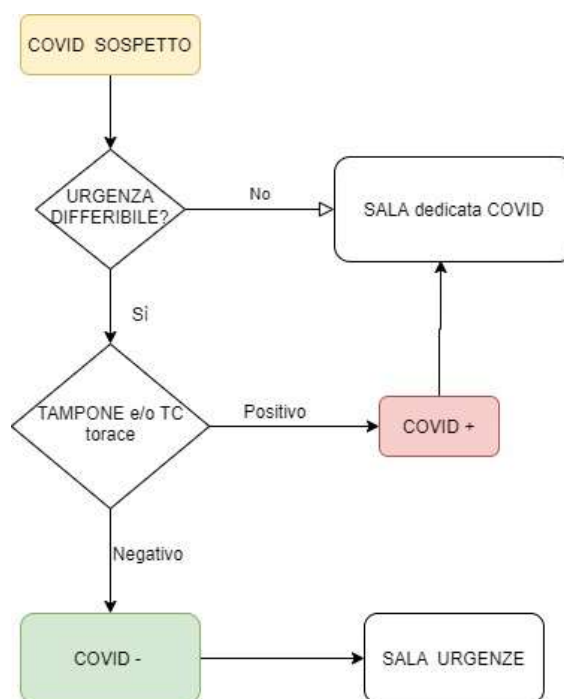 COVID SOSPETTO
URGENZA
DIFFERIBILE?
No
SALA dedicata COVID
Sì
TAMPONE e/o TC
torace
Positivo
COVID +
Negativo
COVID -
SALA URGENZE